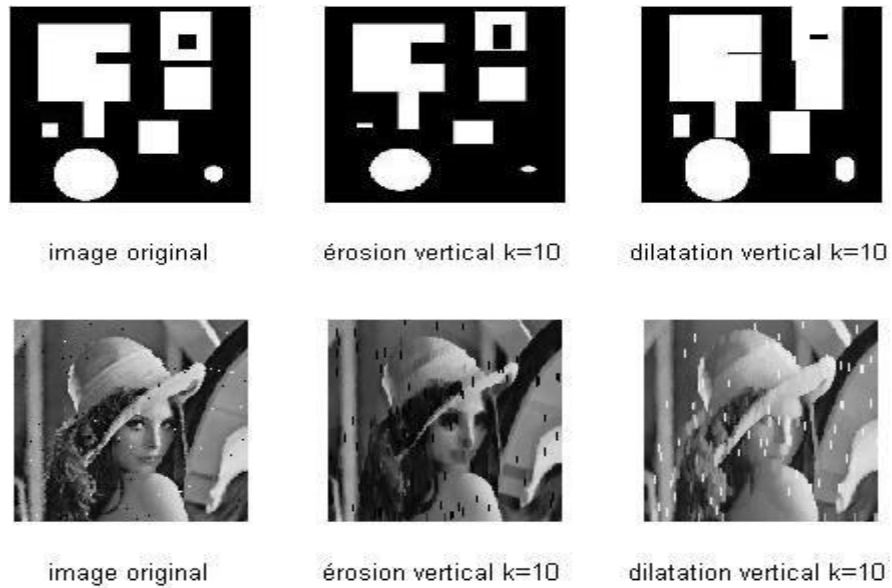 image original érosion vertical k=10 dilatation vertical k=10
image original érosion vertical k=10 dilatation vertical k=10